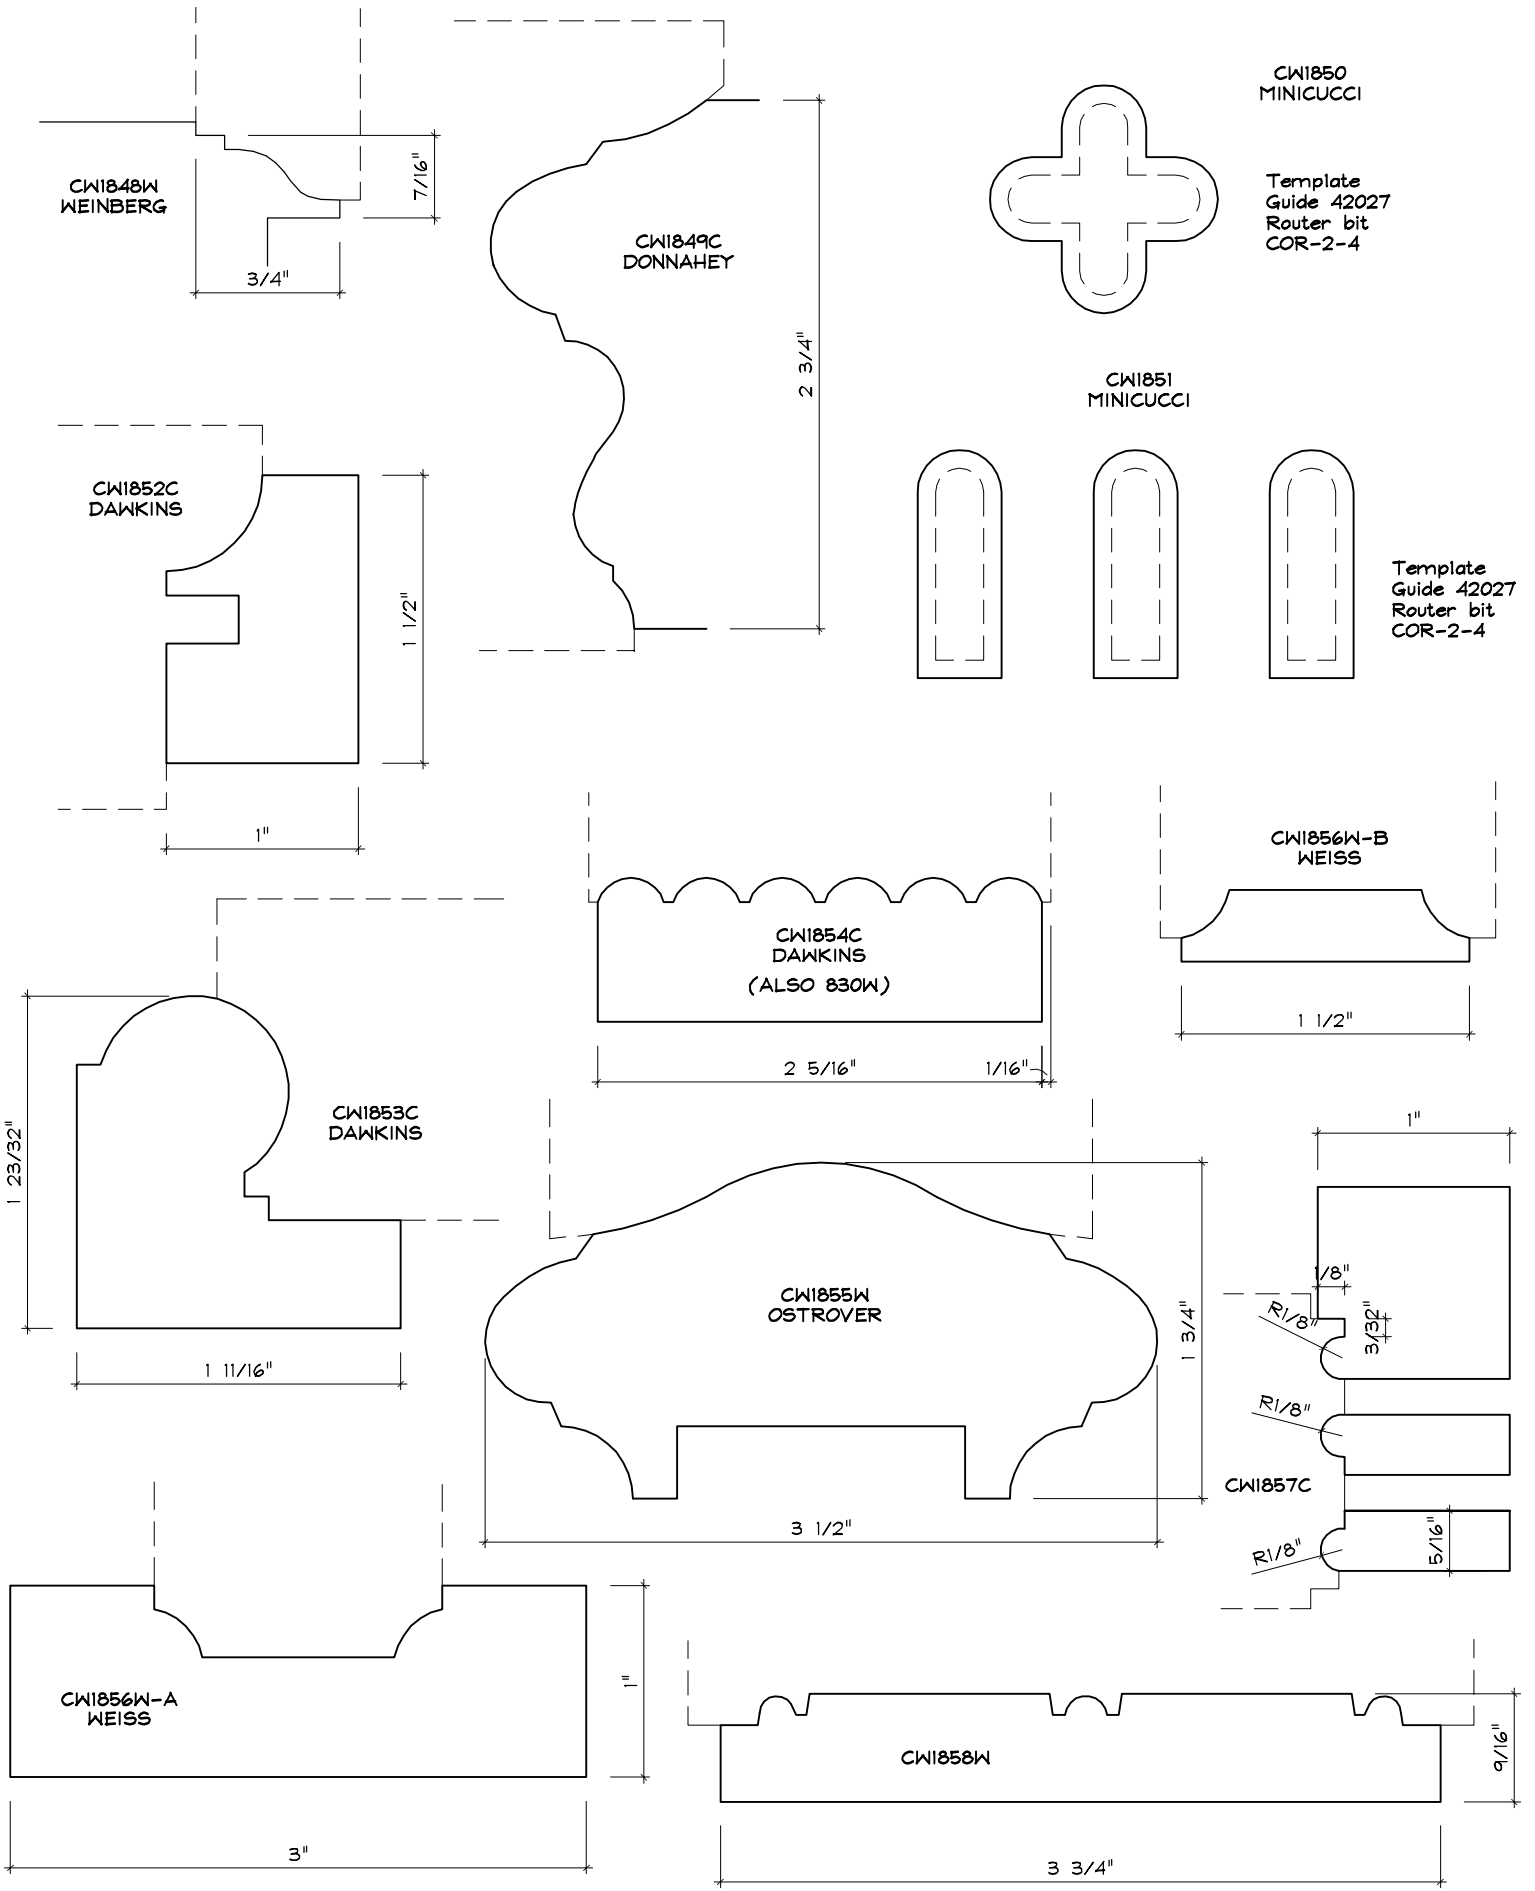 CW1848W
WEINBERG
7/16"
3/4"
CW1849C
DONNAHEY
2 3/4"
CW1850
MINICUCCI
Template
Guide 42027
Router bit
COR-2-4
CW1851
MINICUCCI
Template
Guide 42027
Router bit
COR-2-4
CW1852C
DAWKINS
1 1/2"
1"
CW1853C
DAWKINS
1 23/32"
1 11/16"
CW1854C
DAWKINS
(ALSO 830W)
2 5/16"
1/16"
CW1856W-B
WEISS
1 1/2"
CW1855W
OSTROVER
1 3/4"
3 1/2"
1"
1/8"
R1/8"
3/32"
R1/8"
CW1857C
R1/8"
5/16"
CW1856W-A
WEISS
1"
3"
CW1858W
9/16"
3 3/4"